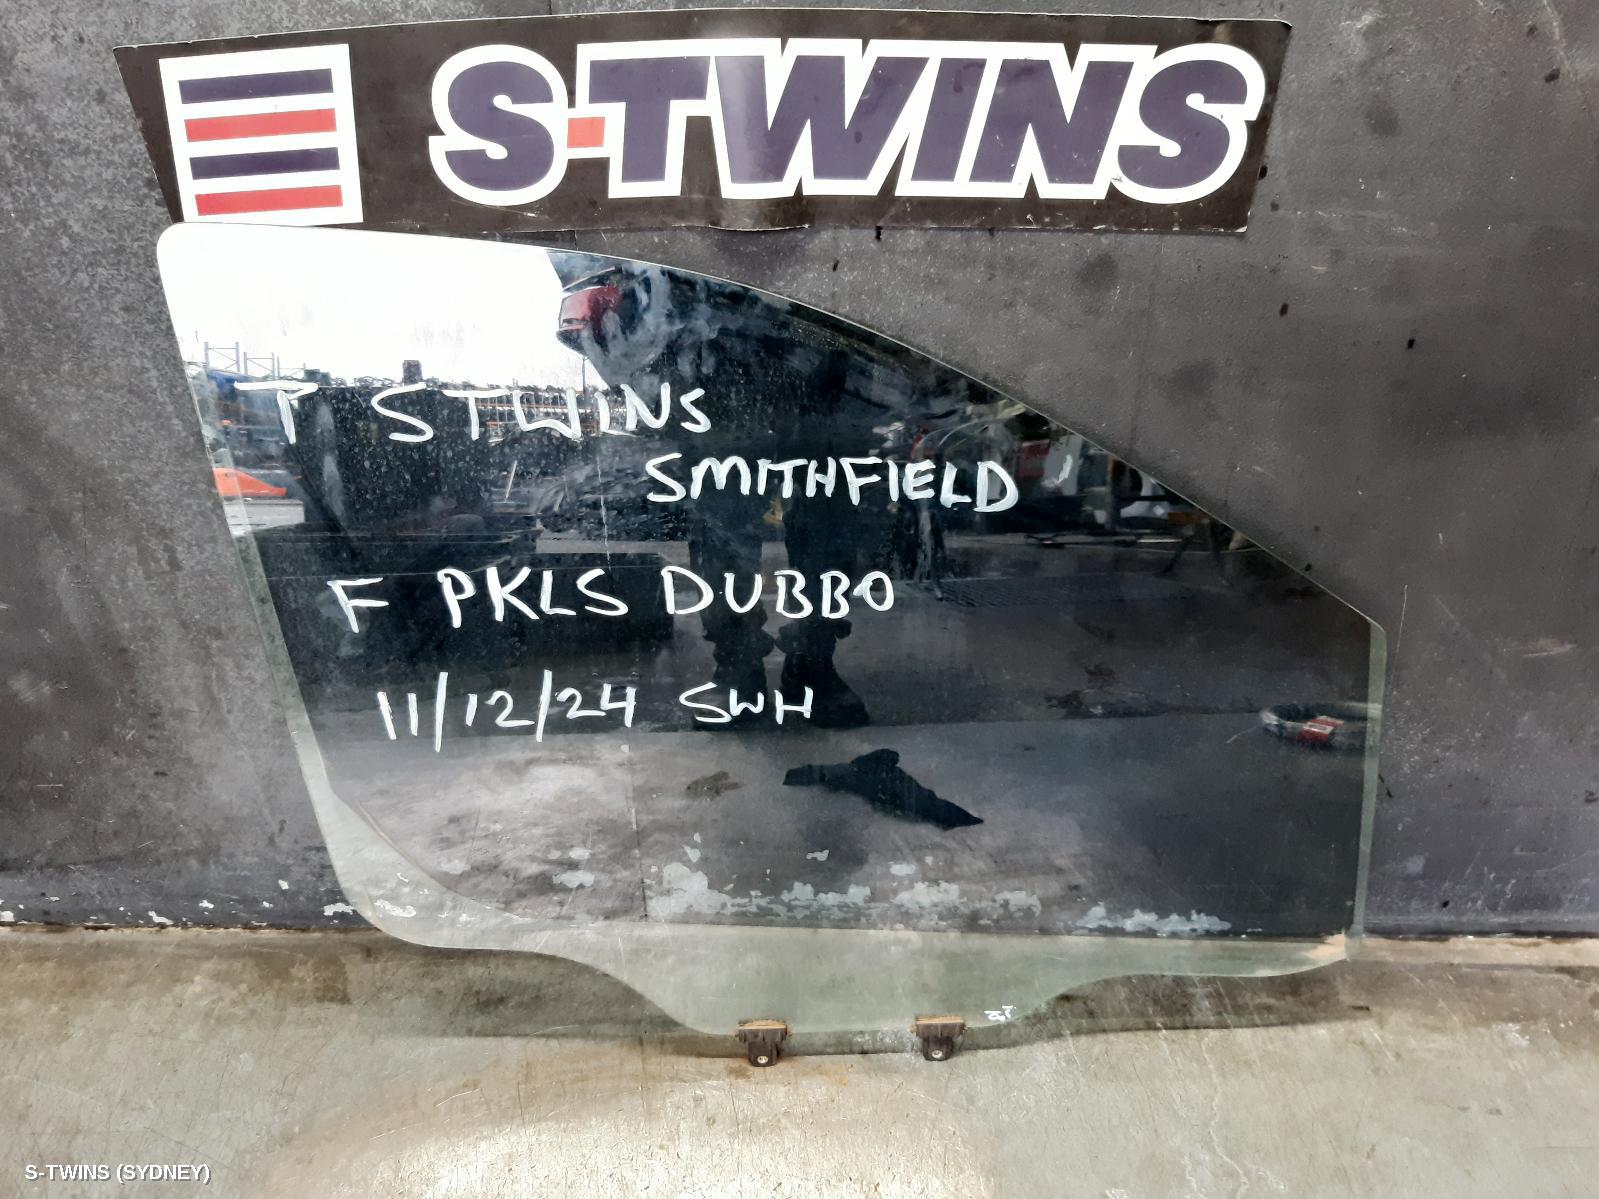 S-TWINS
T STWINS
SMITHFIELD
F PKLS DUBBO
11/12/24 SWH
S-TWINS (SYDNEY)